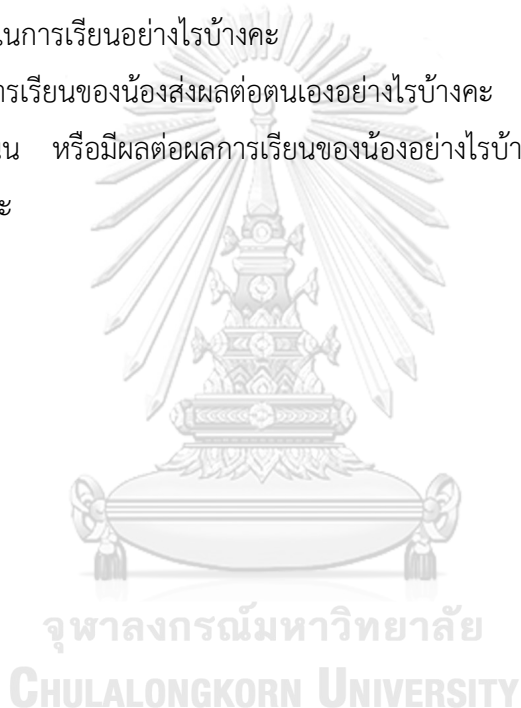 นการเรียนอย่างไรบ้างคะ
ารเรียนของน้องส่งผลต่อตนเองอย่างไรบ้างคะ
น หรือมีผลต่อผลการเรียนของน้องอย่างไรบ้า
ะ
จุฬาลงกรณ์มหาวิทยาลัย
CHULALONGKORN UNIVERSITY